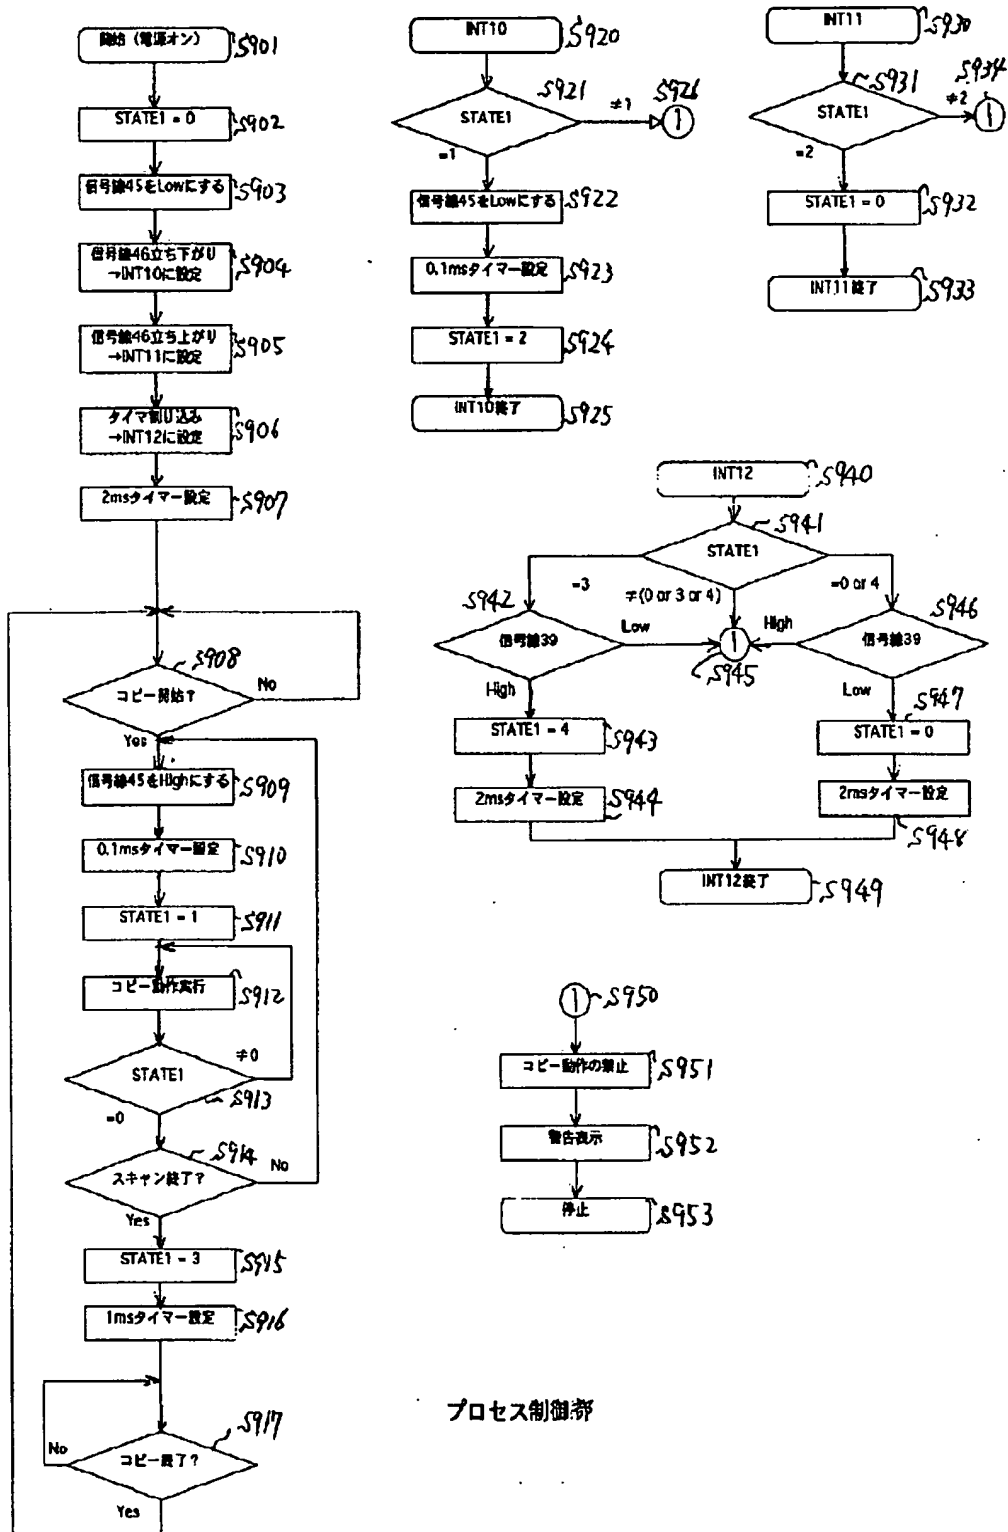 開始（電源オン） S901
STATE1 = 0 S902
信号線45をLowにする S903
信号線46立ち下がり
→INT10に設定 S904
信号線46立ち上がり
→INT11に設定 S905
タイマ割り込み
→INT12に設定 S906
2msタイマー設定 S907
S908
コピー開始？
No
Yes
信号線45をHighにする S909
0.1msタイマー設定 S910
STATE1 = 1 S911
コピー動作実行 S912
≠0
STATE1
S913
=0
S914
スキャン終了？
No
Yes
STATE1 = 3 S915
1msタイマー設定 S916
S917
No
コピー終了？
Yes
INT10 S920
S921
STATE1
≠1
S926
1
=1
信号線45をLowにする S922
0.1msタイマー設定 S923
STATE1 = 2 S924
INT10終了 S925
INT11 S930
S931
STATE1
≠2
S934
1
=2
STATE1 = 0 S932
INT11終了 S933
INT12 S940
S941
STATE1
=3
≠(0 or 3 or 4)
=0 or 4
S942
信号線39
Low
High
1
S945
High
S946
信号線39
Low
STATE1 = 4 S943
2msタイマー設定 S944
S947
STATE1 = 0
2msタイマー設定
S948
INT12終了 S949
1 S950
コピー動作の禁止 S951
警告表示 S952
停止 S953
プロセス制御部